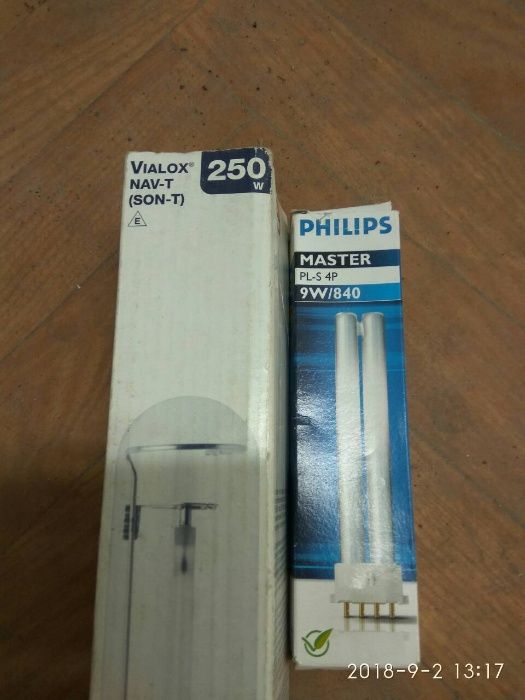 VIALOX® 250
NAV-T W
(SON-T)
E
PHILIPS
MASTER
PL-S 4P
9W/840
2018-9-2 13:17